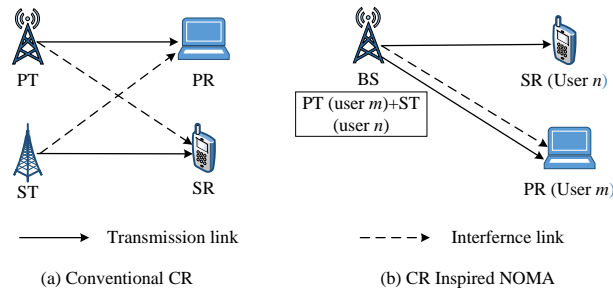 PT
PR
ST
SR
BS
PT (user m)+ST
(user n)
SR (User n)
PR (User m)
Transmission link
Interfernce link
(a) Conventional CR
(b) CR Inspired NOMA